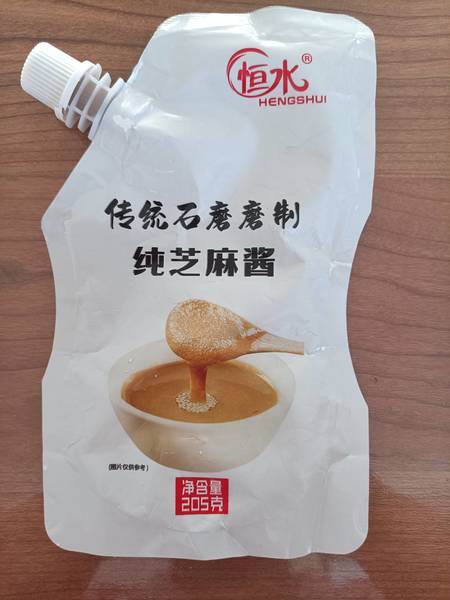 恒水®
HENGSHUI
传统石磨磨制
纯芝麻酱
(图片仅供参考)
净含量
205克